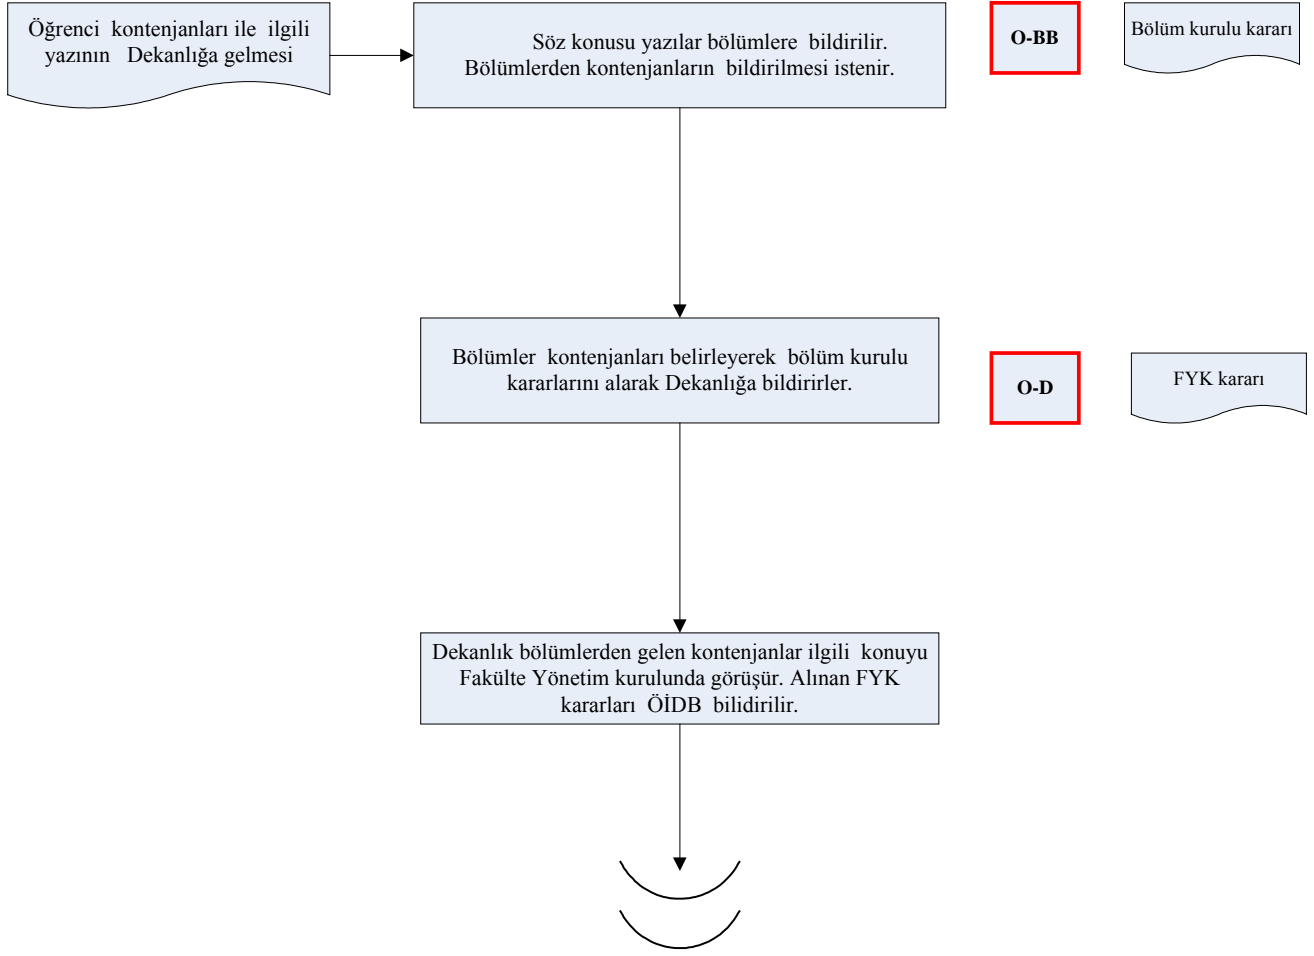 Öğrenci kontenjanları ile ilgili
yazının Dekanlığa gelmesi
Söz konusu yazılar bölümlere bildirilir.
Bölümlerden kontenjanların bildirilmesi istenir.
O-BB
Bölüm kurulu kararı
Bölümler kontenjanları belirleyerek bölüm kurulu
kararlarını alarak Dekanlığa bildirirler.
O-D
FYK kararı
Dekanlık bölümlerden gelen kontenjanlar ilgili konuyu
Fakülte Yönetim kurulunda görüşür. Alınan FYK
kararları ÖİDB bilidirilir.